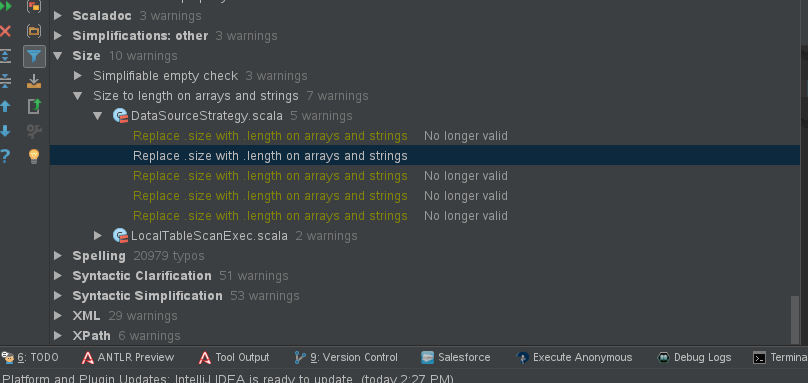 Scaladoc 3 warnings
Simplifications: other 3 warnings
Size 10 warnings
Simplifiable empty check 3 warnings
Size to length on arrays and strings 7 warnings
DataSourceStrategy.scala 5 warnings
Replace .size with .length on arrays and strings No longer valid
Replace .size with .length on arrays and strings
Replace .size with .length on arrays and strings No longer valid
Replace .size with .length on arrays and strings No longer valid
Replace .size with .length on arrays and strings No longer valid
LocalTableScanExec.scala 2 warnings
Spelling 20979 typos
Syntactic Clarification 51 warnings
Syntactic Simplification 53 warnings
XML 29 warnings
XPath 6 warnings
6: TODO ANTLR Preview Tool Output 9: Version Control Salesforce Execute Anonymous Debug Logs Termina
Platform and Plugin Updates: IntelliJ IDEA is ready to update. (today 2:27 PM)